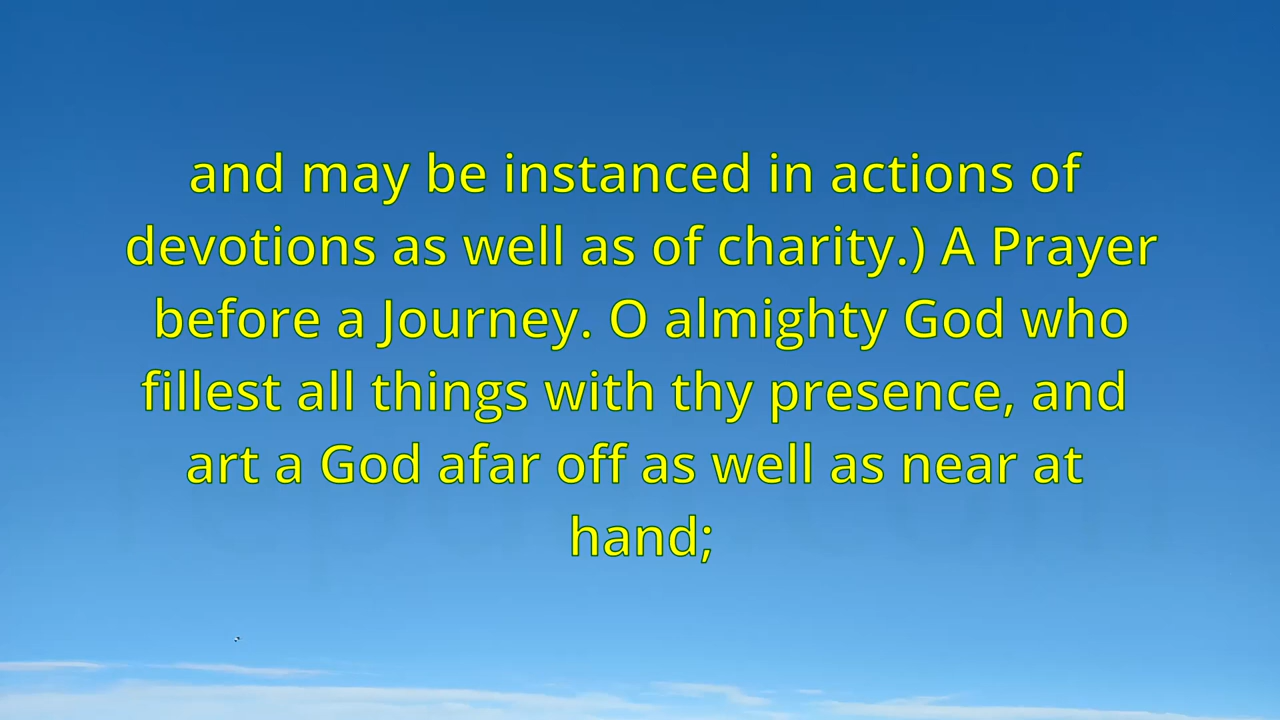 and may be instanced in actions of
devotions as well as of charity.) A Prayer
before a Journey. O almighty God who
fillest all things with thy presence, and
art a God afar off as well as near at
hand;